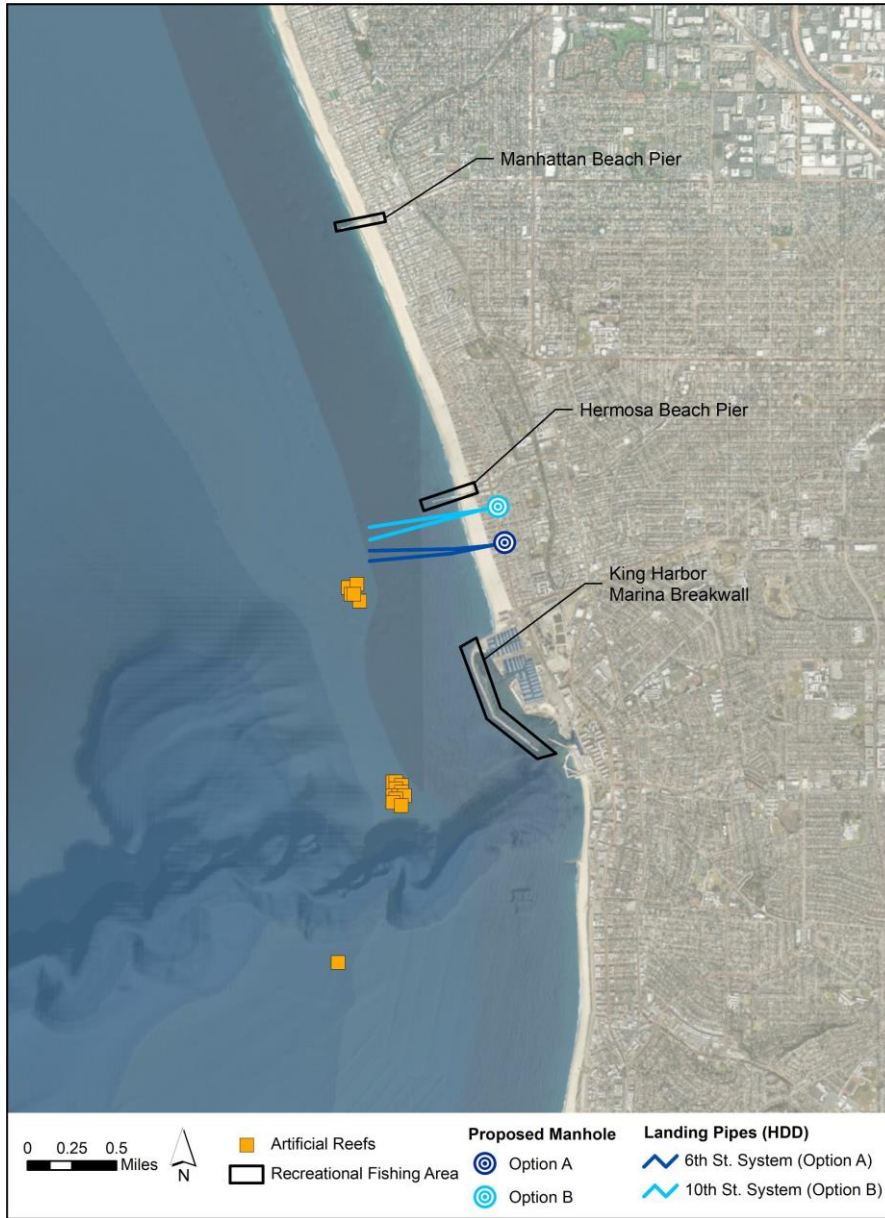 Manhattan Beach Pier
Hermosa Beach Pier
King Harbor
Marina Breakwall
0 0.25 0.5
Miles
N
Artificial Reefs
Recreational Fishing Area
Proposed Manhole
Option A
Option B
Landing Pipes (HDD)
6th St. System (Option A)
10th St. System (Option B)